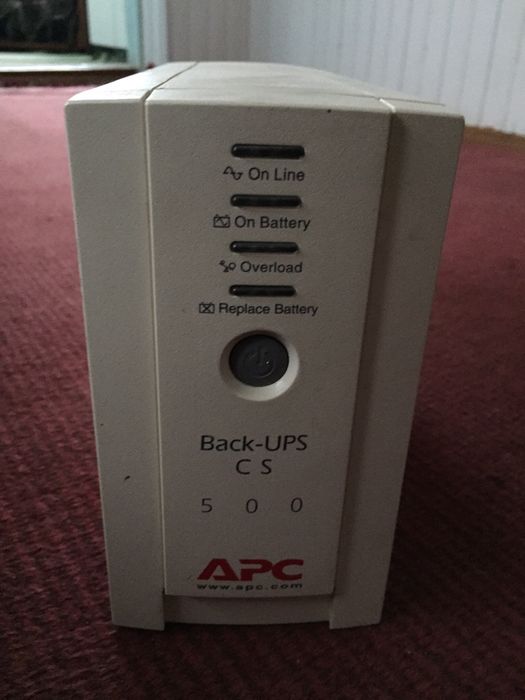 On Line
On Battery
Overload
Replace Battery
Back-UPS
CS
500
APC
www.apc.com